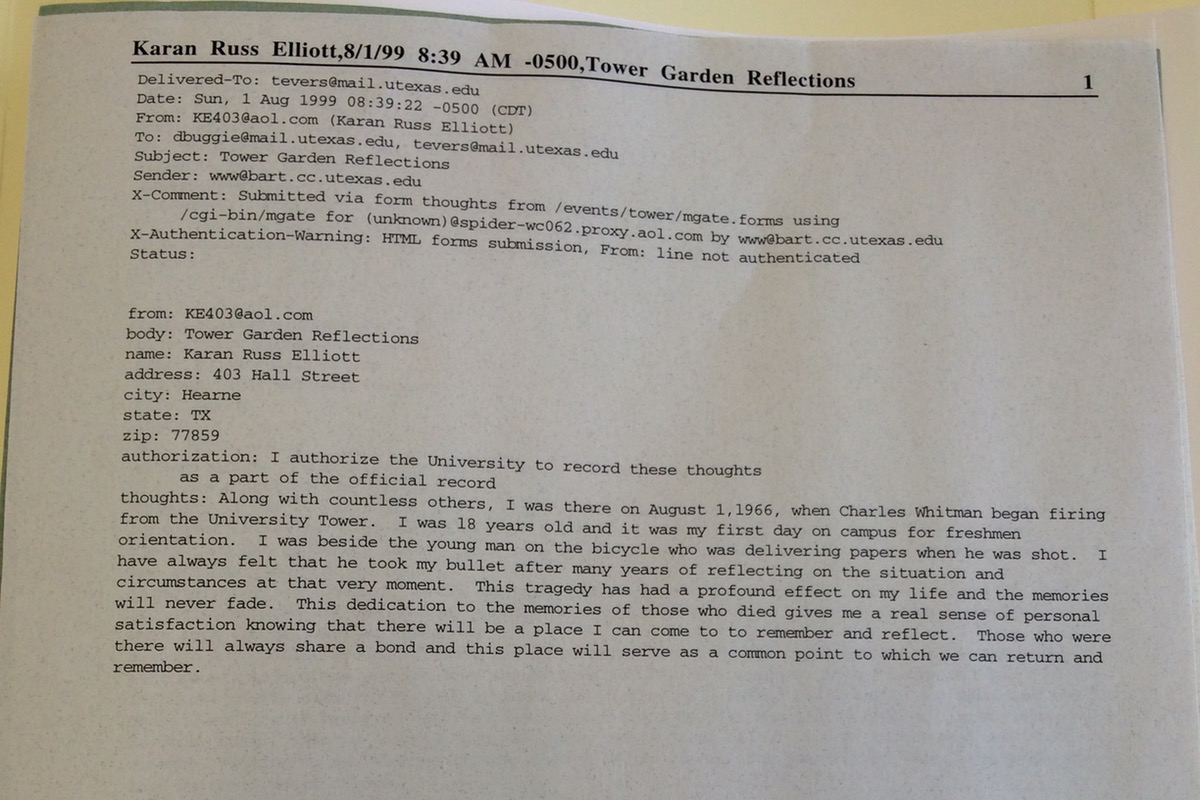 Karan Russ Elliott,8/1/99 8:39 AM -0500,Tower Garden Reflections 1
Delivered-To: tevers@mail.utexas.edu
Date: Sun, 1 Aug 1999 08:39:22 -0500 (CDT)
From: KE403@aol.com (Karan Russ Elliott)
To: dbuggie@mail.utexas.edu, tevers@mail.utexas.edu
Subject: Tower Garden Reflections
Sender: www@bart.cc.utexas.edu
X-Comment: Submitted via form thoughts from /events/tower/mgate.forms using
/cgi-bin/mgate for (unknown)@spider-wc062.proxy.aol.com by www@bart.cc.utexas.edu
X-Authentication-Warning: HTML forms submission, From: line not authenticated
Status:
from: KE403@aol.com
body: Tower Garden Reflections
name: Karan Russ Elliott
address: 403 Hall Street
city: Hearne
state: TX
zip: 77859
authorization: I authorize the University to record these thoughts
as a part of the official record
thoughts: Along with countless others, I was there on August 1,1966, when Charles Whitman began firing
from the University Tower. I was 18 years old and it was my first day on campus for freshmen
orientation. I was beside the young man on the bicycle who was delivering papers when he was shot. I
have always felt that he took my bullet after many years of reflecting on the situation and
circumstances at that very moment. This tragedy has had a profound effect on my life and the memories
will never fade. This dedication to the memories of those who died gives me a real sense of personal
satisfaction knowing that there will be a place I can come to to remember and reflect. Those who were
there will always share a bond and this place will serve as a common point to which we can return and
remember.